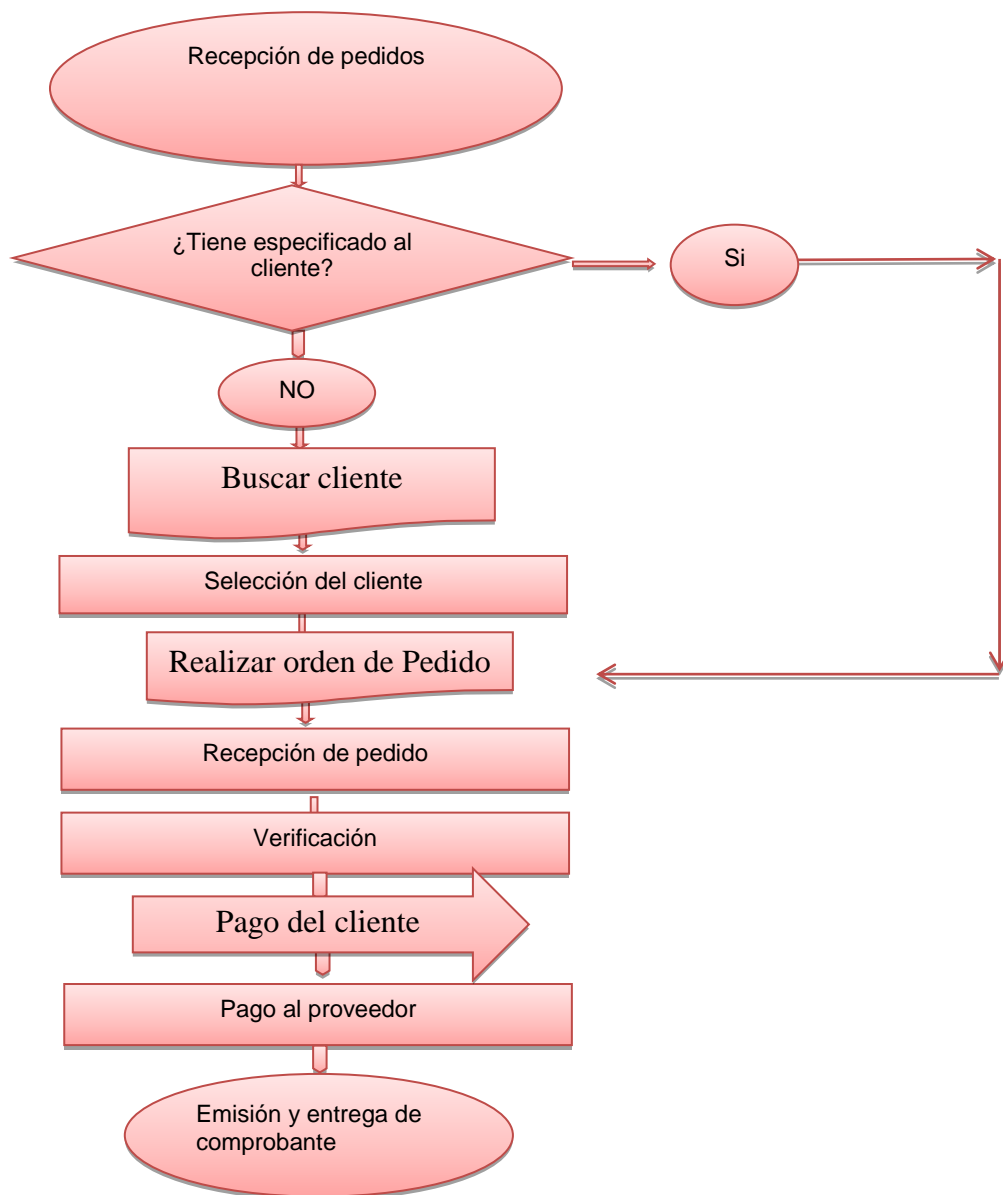 Recepción de pedidos
¿Tiene especificado al
cliente?
Si
NO
Buscar cliente
Selección del cliente
Realizar orden de Pedido
Recepción de pedido
Verificación
Pago del cliente
Pago al proveedor
Emisión y entrega de
comprobante